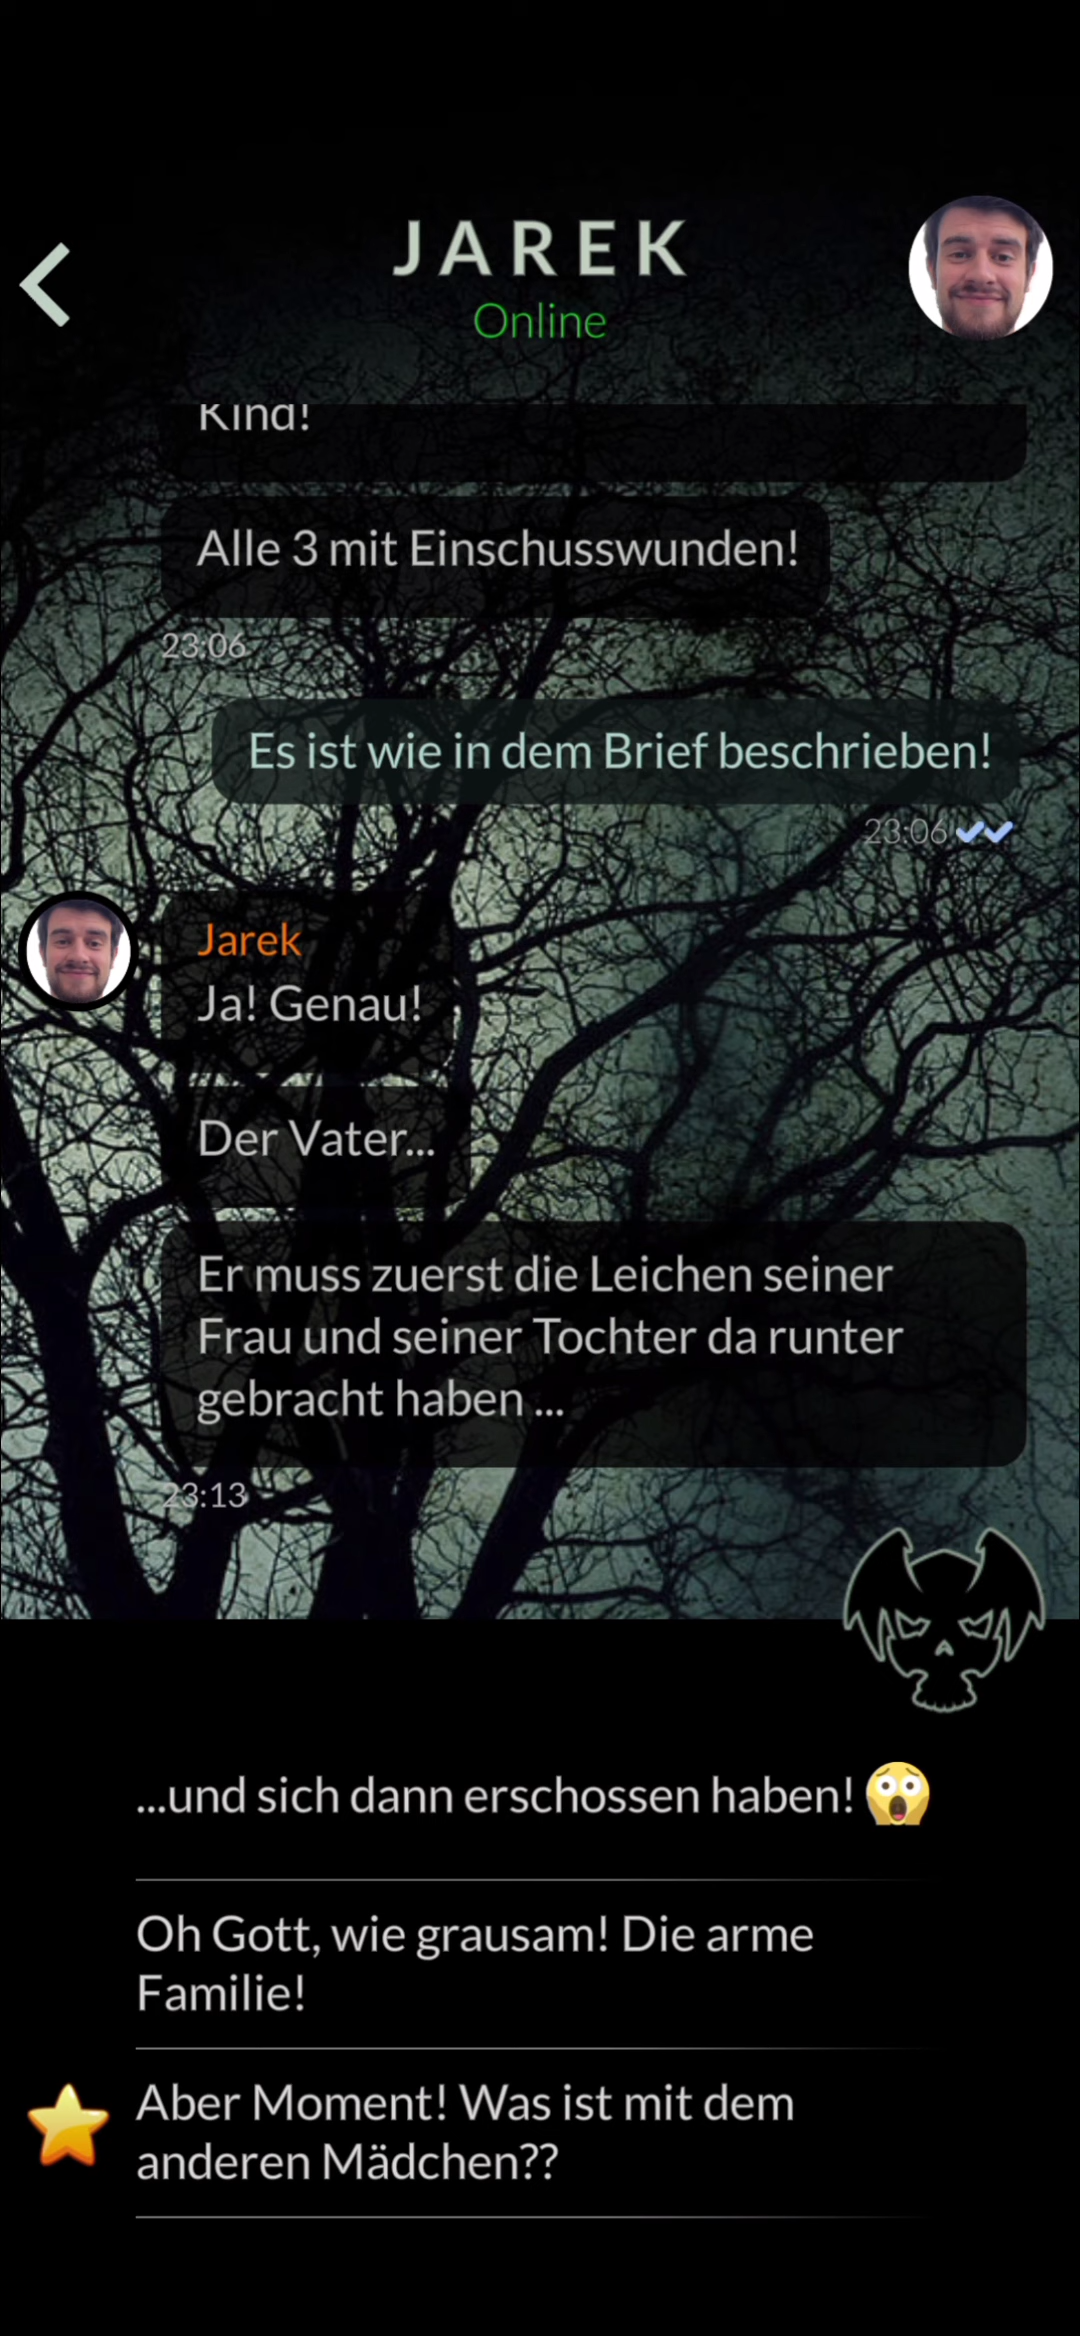 JAREK
Online
Kind!
Alle 3 mit Einschusswunden!
23:06
Es ist wie in dem Brief beschrieben!
23:06
Jarek
Ja! Genau!
Der Vater...
Er muss zuerst die Leichen seiner
Frau und seiner Tochter da runter
gebracht haben ...
23:13
...und sich dann erschossen haben! 😱
Oh Gott, wie grausam! Die arme
Familie!
Aber Moment! Was ist mit dem
anderen Mädchen??